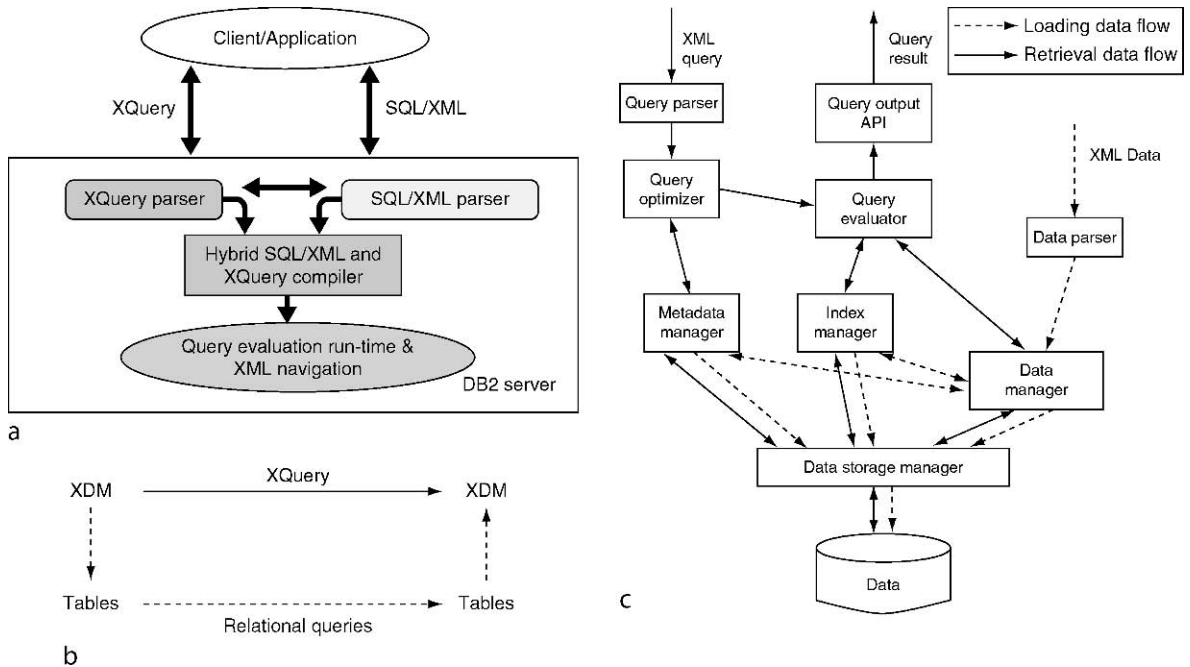 Client/Application
XQuery
SQL/XML
XQuery parser
SQL/XML parser
Hybrid SQL/XML and
XQuery compiler
Query evaluation run-time &
XML navigation
DB2 server
a
XQuery
XDM
XDM
Tables
Tables
Relational queries
b
XML
query
Query
result
Loading data flow
Retrieval data flow
Query parser
Query output
API
XML Data
Query
optimizer
Query
evaluator
Data parser
Metadata
manager
Index
manager
Data
manager
Data storage manager
Data
c